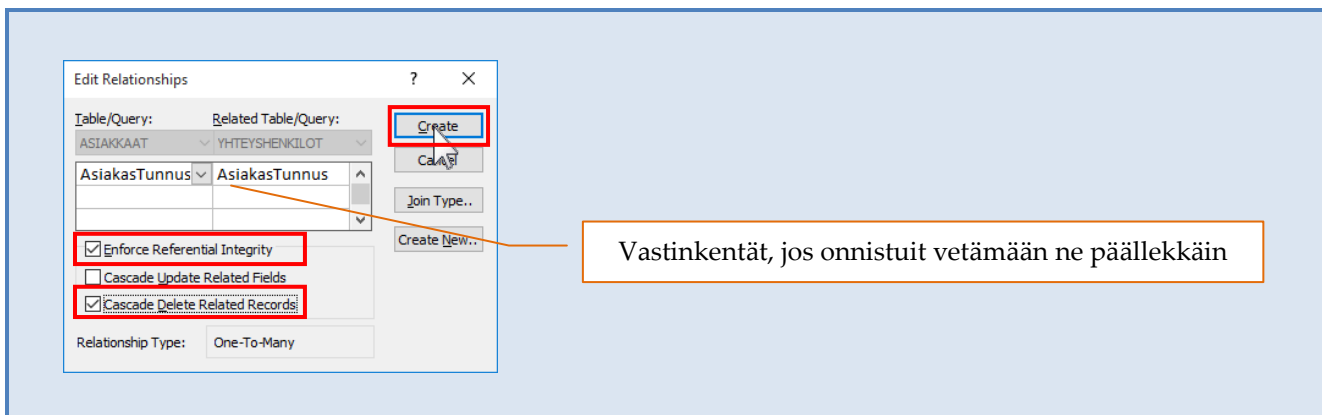 Edit Relationships ?
Table/Query: Related Table/Query:
ASIAKKAAT YHTEYSHENKILOT
Create
AsiakasTunnus AsiakasTunnus
Join Type..
Create New..
Vastinkentät, jos onnistuit vetämään ne päällekkäin
Enforce Referential Integrity
Cascade Update Related Fields
Cascade Delete Related Records
Relationship Type: One-To-Many